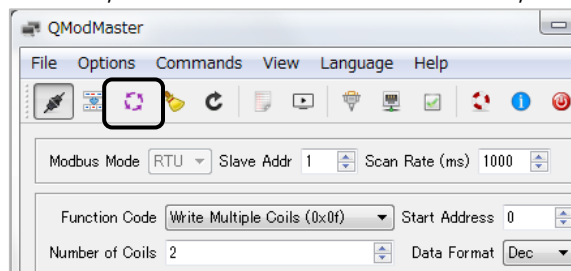 QModMaster
File Options Commands View Language Help
Modbus Mode RTU Slave Addr 1 Scan Rate (ms) 1000
Function Code Write Multiple Coils (0x0f) Start Address 0
Number of Coils 2 Data Format Dec